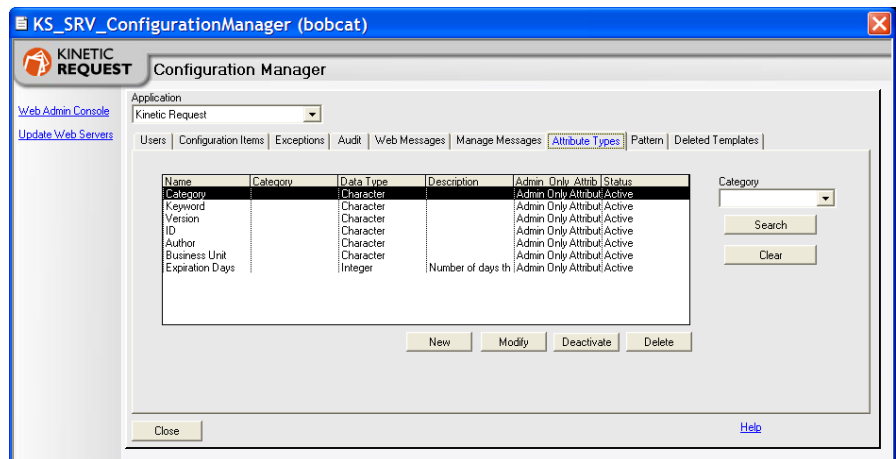 KS_SRV_ConfigurationManager (bobcat)
KINETIC
REQUEST
Configuration Manager
Web Admin Console
Update Web Servers
Application
Kinetic Request
Users Configuration Items Exceptions Audit Web Messages Manage Messages Attribute Types Pattern Deleted Templates
Name Category Data Type Description Admin Only Attrib Status
Category Character Admin Only Attribut Active
Keyword Character Admin Only Attribut Active
Version Character Admin Only Attribut Active
ID Character Admin Only Attribut Active
Author Character Admin Only Attribut Active
Business Unit Character Admin Only Attribut Active
Expiration Days Integer Number of days th Admin Only Attribut Active
Category
Search
Clear
New Modify Deactivate Delete
Close
Help